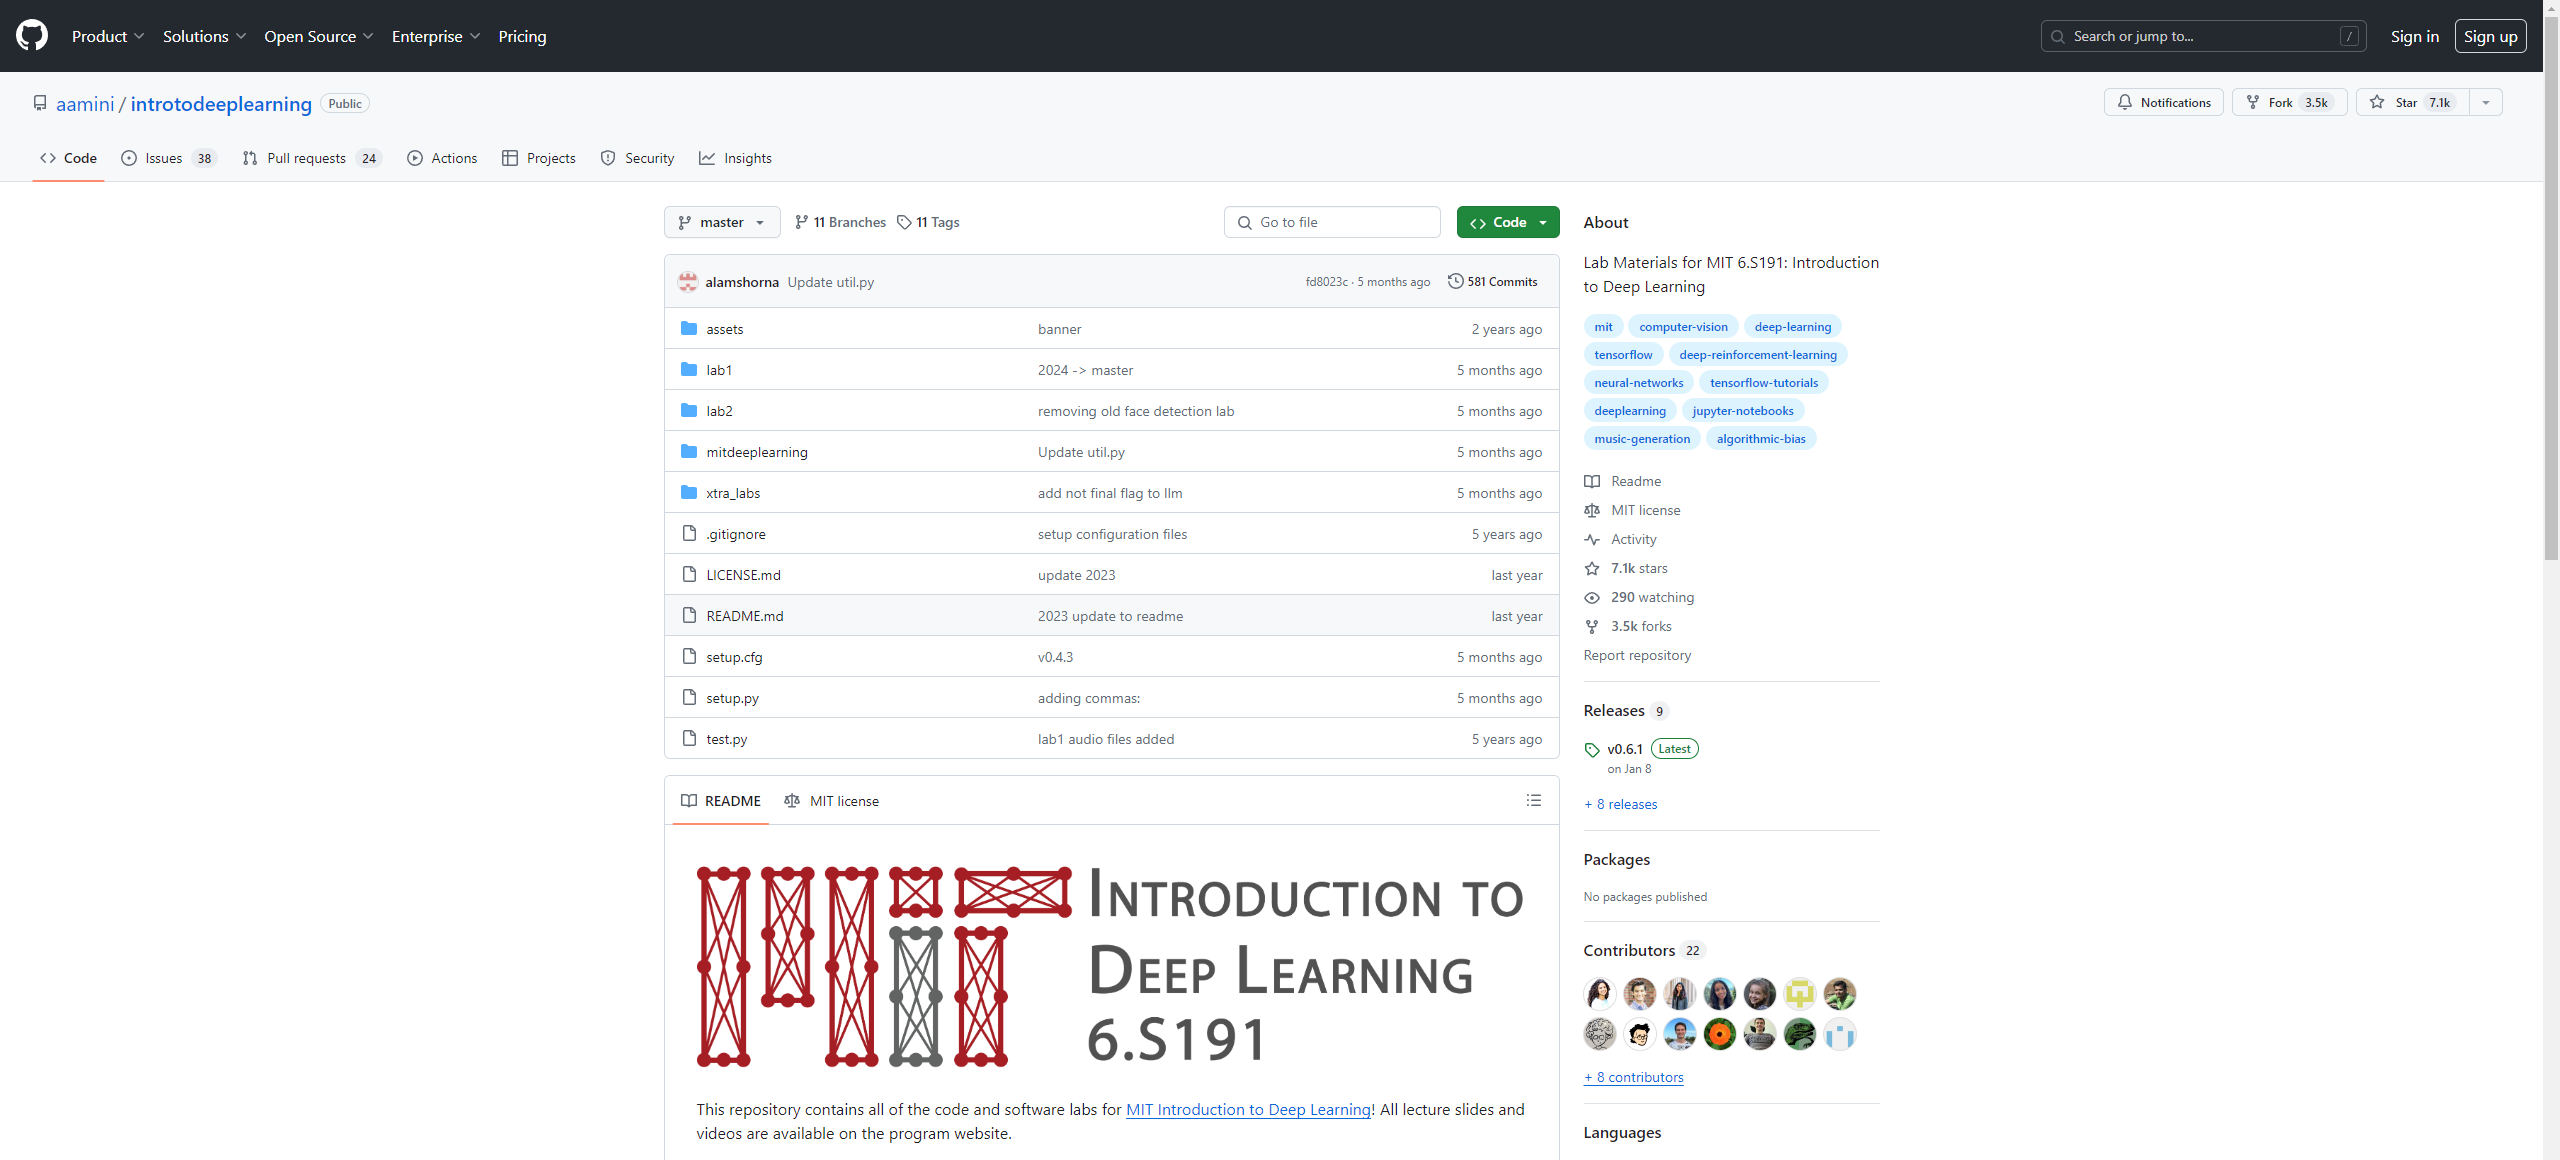 Product Solutions Open Source Enterprise Pricing Search or jump to... / Sign in Sign up
aamini / introtodeeplearning Public Notifications Fork 3.5k Star 7.1k
Code Issues 38 Pull requests 24 Actions Projects Security Insights
master 11 Branches 11 Tags Go to file Code
alamshorna Update util.py fd8023c · 5 months ago 581 Commits
assets banner 2 years ago
lab1 2024 -> master 5 months ago
lab2 removing old face detection lab 5 months ago
mitdeeplearning Update util.py 5 months ago
xtra_labs add not final flag to llm 5 months ago
.gitignore setup configuration files 5 years ago
LICENSE.md update 2023 last year
README.md 2023 update to readme last year
setup.cfg v0.4.3 5 months ago
setup.py adding commas: 5 months ago
test.py lab1 audio files added 5 years ago
README MIT license
MIT
INTRODUCTION TO
DEEP LEARNING
6.S191
This repository contains all of the code and software labs for MIT Introduction to Deep Learning! All lecture slides and
videos are available on the program website.
About
Lab Materials for MIT 6.S191: Introduction
to Deep Learning
mit computer-vision deep-learning
tensorflow deep-reinforcement-learning
neural-networks tensorflow-tutorials
deeplearning jupyter-notebooks
music-generation algorithmic-bias
Readme
MIT license
Activity
7.1k stars
290 watching
3.5k forks
Report repository
Releases 9
v0.6.1 Latest
on Jan 8
+ 8 releases
Packages
No packages published
Contributors 22
+ 8 contributors
Languages